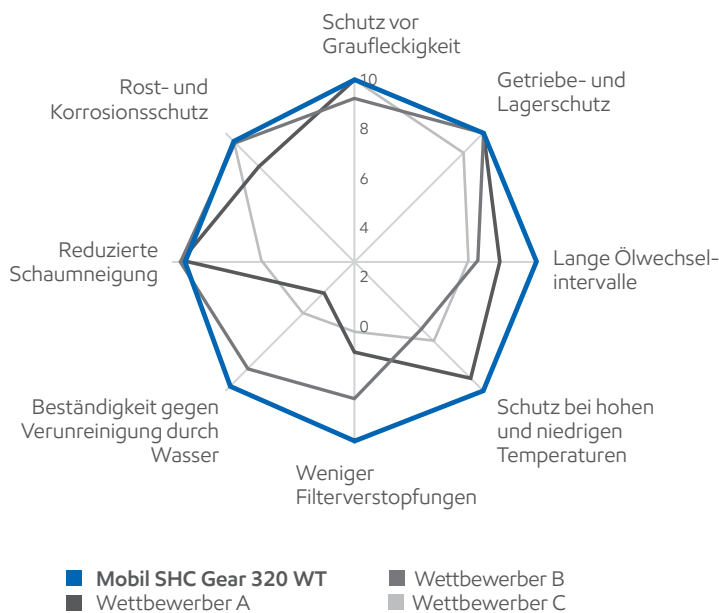 Schutz vor
Graufleckigkeit
Rost- und
Korrosionsschutz
Getriebe- und
Lagerschutz
10
8
6
4
2
0
Reduzierte
Schaumneigung
Lange Ölwechsel-
intervalle
Beständigkeit gegen
Verunreinigung durch
Wasser
Schutz bei hohen
und niedrigen
Temperaturen
Weniger
Filterverstopfungen
Mobil SHC Gear 320 WT
Wettbewerber A
Wettbewerber B
Wettbewerber C